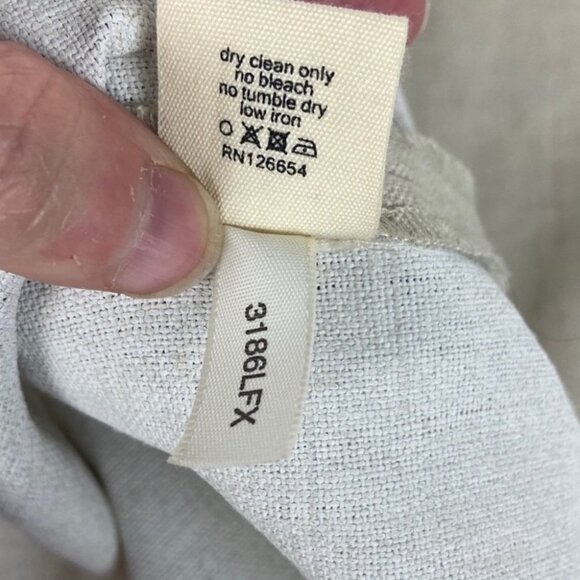 dry clean only
no bleach
no tumble dry
low iron
RN126654
3186LFX